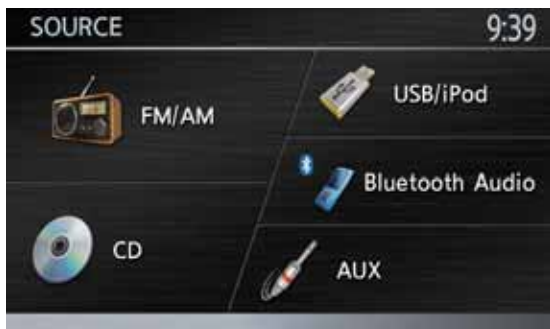 SOURCE 9:39
FM/AM
USB/iPod
Bluetooth Audio
CD
AUX